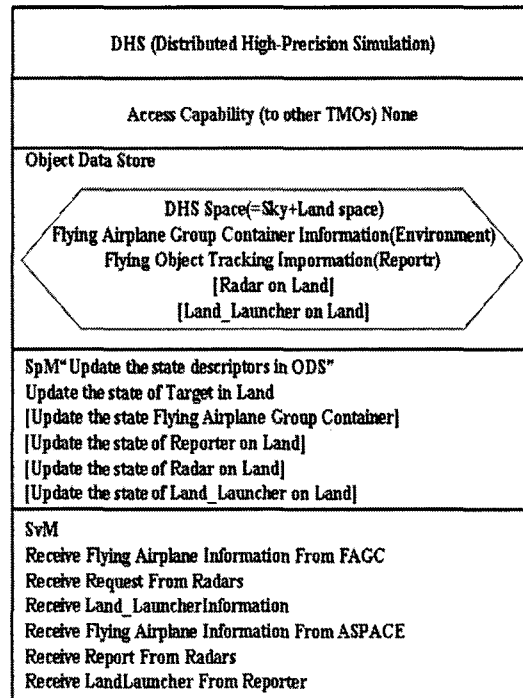 DHS (Distributed High-Precision Simulation)
Access Capability (to other TMOs) None
Object Data Store
DHS Space(=Sky+Land space)
Flying Airplane Group Container Imformation(Environment)
Flying Object Tracking Impormation(Reportr)
[Radar on Land]
[Land_Launcher on Land]
SpM“Update the state descriptors in ODS”
Update the state of Target in Land
[Update the state Flying Airplane Group Container]
[Update the state of Reporter on Land]
[Update the state of Radar on Land]
[Update the state of Land_Launcher on Land]
SvM
Receive Flying Airplane Information From FAGC
Receive Request From Radars
Receive Land_LauncherInformation
Receive Flying Airplane Information From ASPACE
Receive Report From Radars
Receive LandLauncher From Reporter